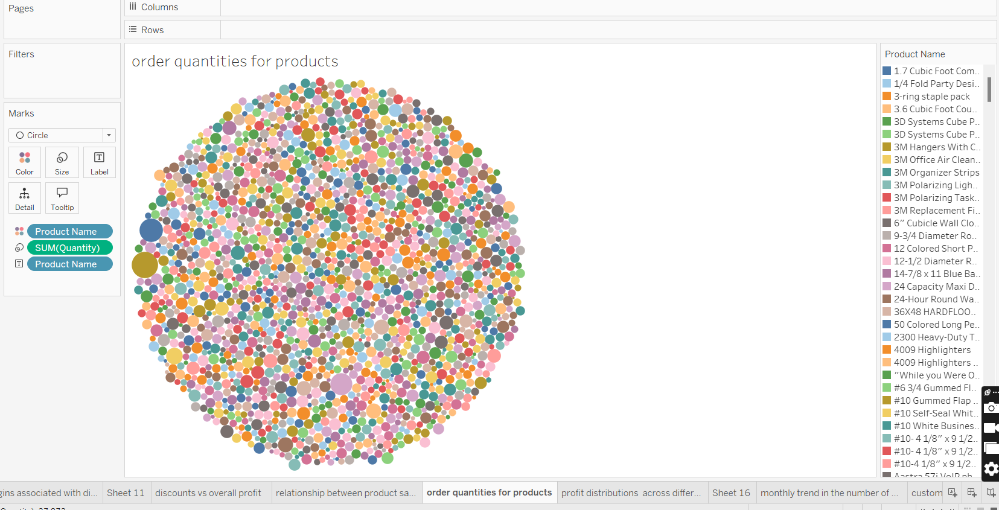 Pages
Columns
Rows
Filters
Marks
Circle
Color
Size
Label
Detail
Tooltip
Product Name
SUM(Quantity)
Product Name
order quantities for products
Product Name
1.7 Cubic Foot Com..
1/4 Fold Party Desi..
3-ring staple pack
3.6 Cubic Foot Cou..
3D Systems Cube P..
3D Systems Cube P..
3M Hangers With C..
3M Office Air Clean..
3M Organizer Strips
3M Polarizing Ligh..
3M Polarizing Task..
3M Replacement Fi..
6" Cubicle Wall Clo..
9-3/4 Diameter Ro..
12 Colored Short P..
12-1/2 Diameter R..
14-7/8 x 11 Blue Ba..
24 Capacity Maxi D..
24-Hour Round Wa..
36X48 HARDFLOO..
50 Colored Long Pe..
2300 Heavy-Duty T..
4009 Highlighters
4009 Highlighters ..
"While you Were O..
#6 3/4 Gummed Fl..
#10 Gummed Flap ..
#10 Self-Seal Whit..
#10 White Busines..
#10- 4 1/8" x 9 1/2..
#10- 4 1/8" x 9 1/2..
#10-4 1/8" x 9 1/2..
Aastra 57i VoIP ph..
gins associated with di...
Sheet 11
discounts vs overall profit
relationship between product sa...
order quantities for products
profit distributions across differ...
Sheet 16
monthly trend in the number of ...
custom